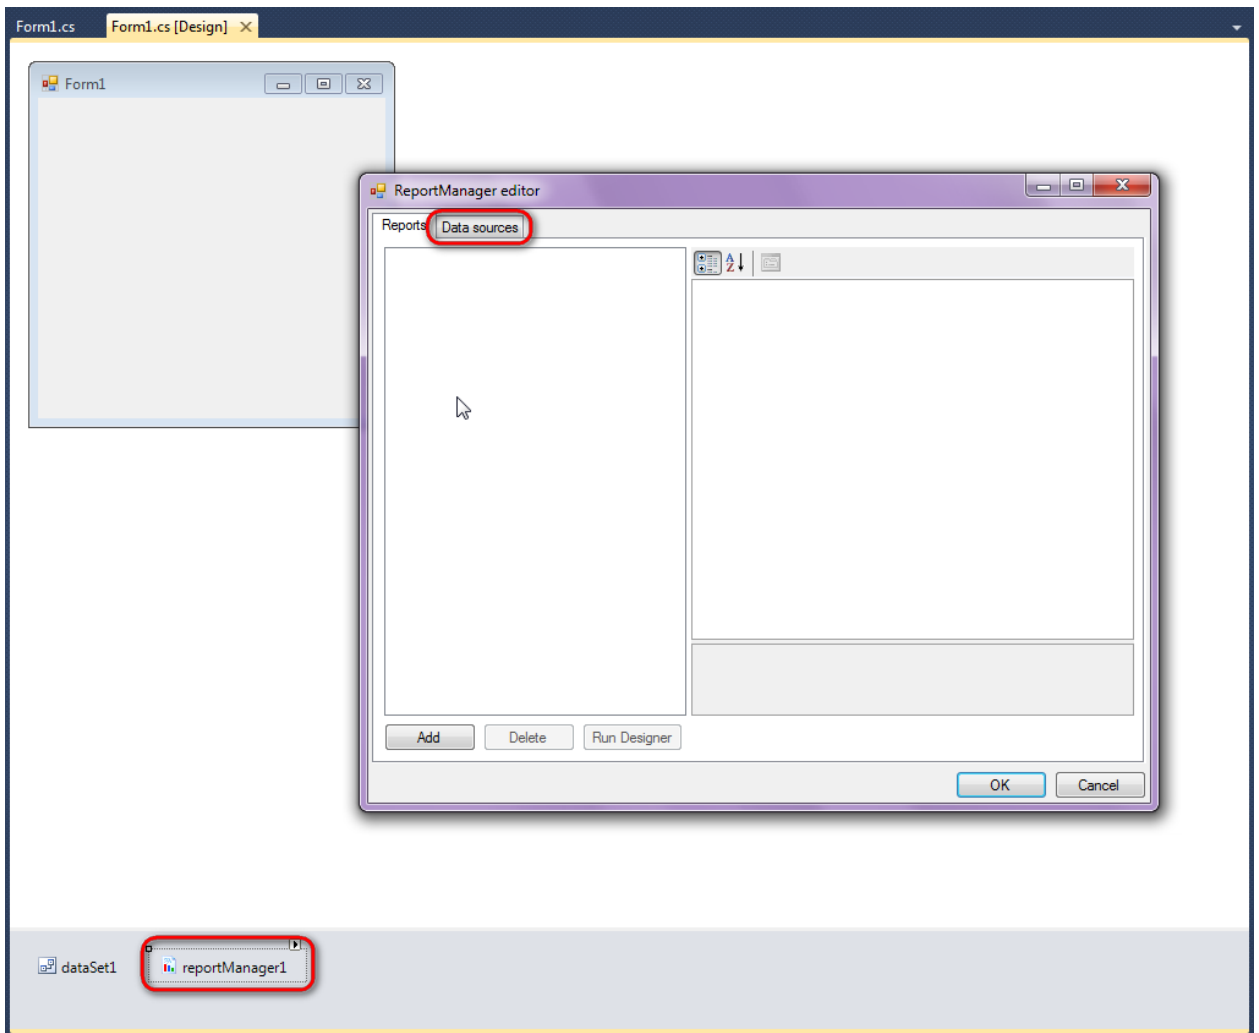 Form1.cs
Form1.cs [Design]
Form1
ReportManager editor
Reports
Data sources
A
Z
Add
Delete
Run Designer
OK
Cancel
dataSet1
reportManager1